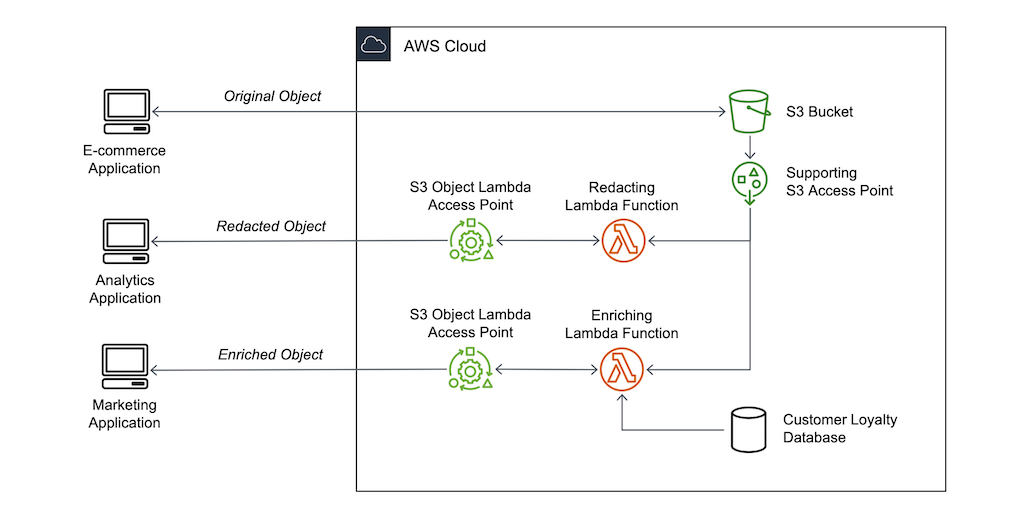 AWS Cloud
Original Object
S3 Bucket
E-commerce
Application
Supporting
S3 Access Point
S3 Object Lambda
Access Point
Redacting
Lambda Function
Redacted Object
Analytics
Application
S3 Object Lambda
Access Point
Enriching
Lambda Function
Enriched Object
Marketing
Application
Customer Loyalty
Database